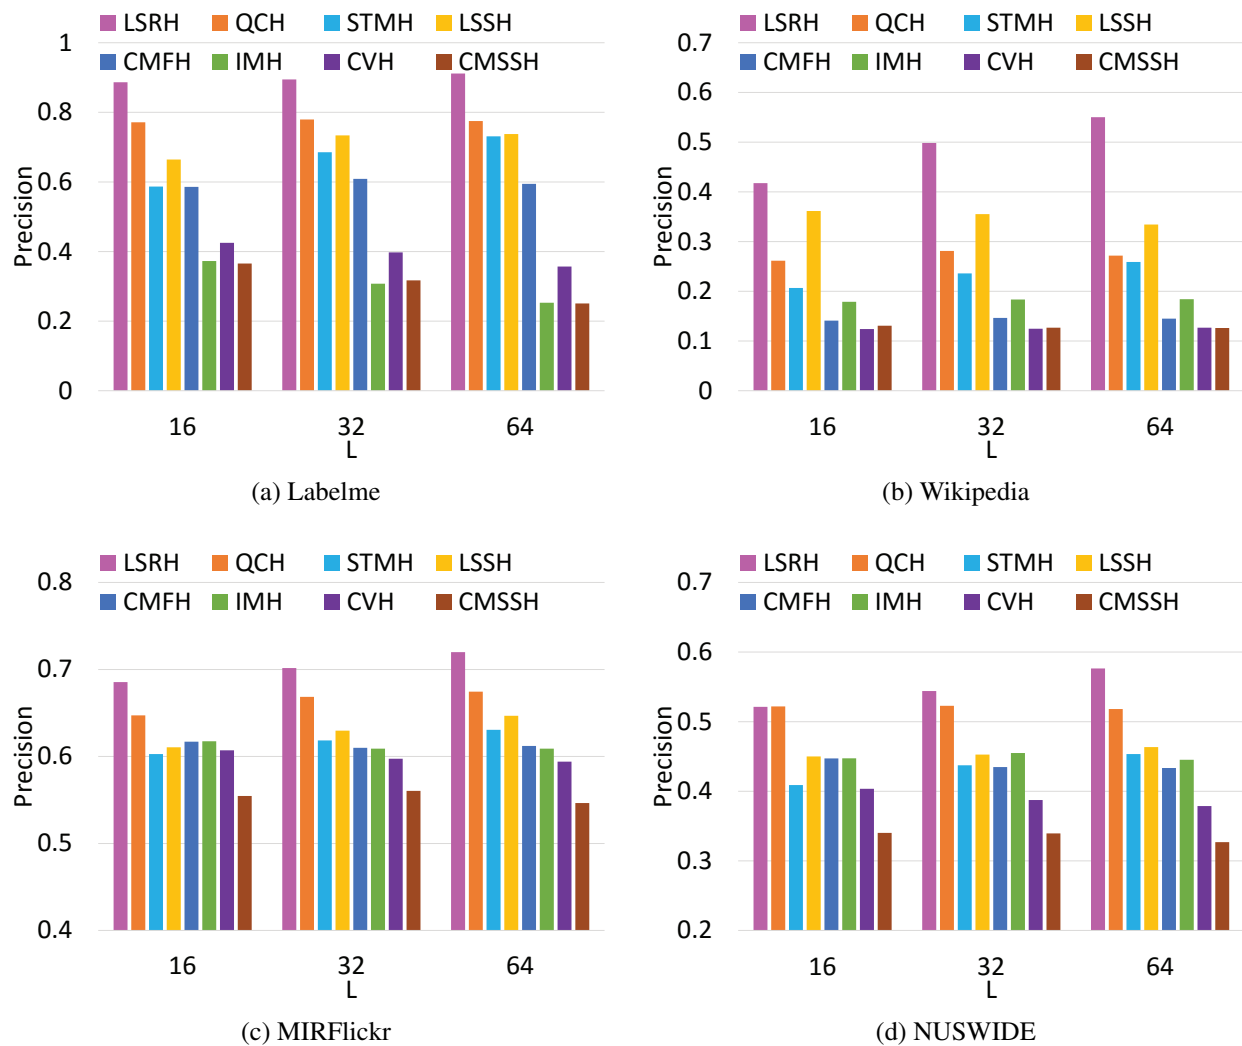 LSRH QCH STMH LSSH
CMFH IMH CVH CMSSH
1
0.8
0.6
0.4
0.2
0
Precision
16 32 64
L
(a) Labelme
LSRH QCH STMH LSSH
CMFH IMH CVH CMSSH
0.7
0.6
0.5
0.4
0.3
0.2
0.1
0
Precision
16 32 64
L
(b) Wikipedia
LSRH QCH STMH LSSH
CMFH IMH CVH CMSSH
0.8
0.7
0.6
0.5
0.4
Precision
16 32 64
L
(c) MIRFlickr
LSRH QCH STMH LSSH
CMFH IMH CVH CMSSH
0.7
0.6
0.5
0.4
0.3
0.2
Precision
16 32 64
L
(d) NUSWIDE